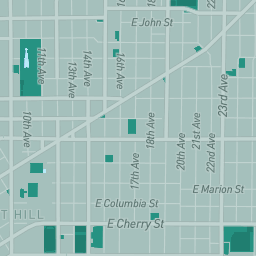 E John St
11th Ave
13th Ave
14th Ave
16th Ave
23rd Ave
10th Ave
18th Ave
17th Ave
20th Ave
21st Ave
22nd Ave
E Marion St
E Columbia St
T HILL
E Cherry St